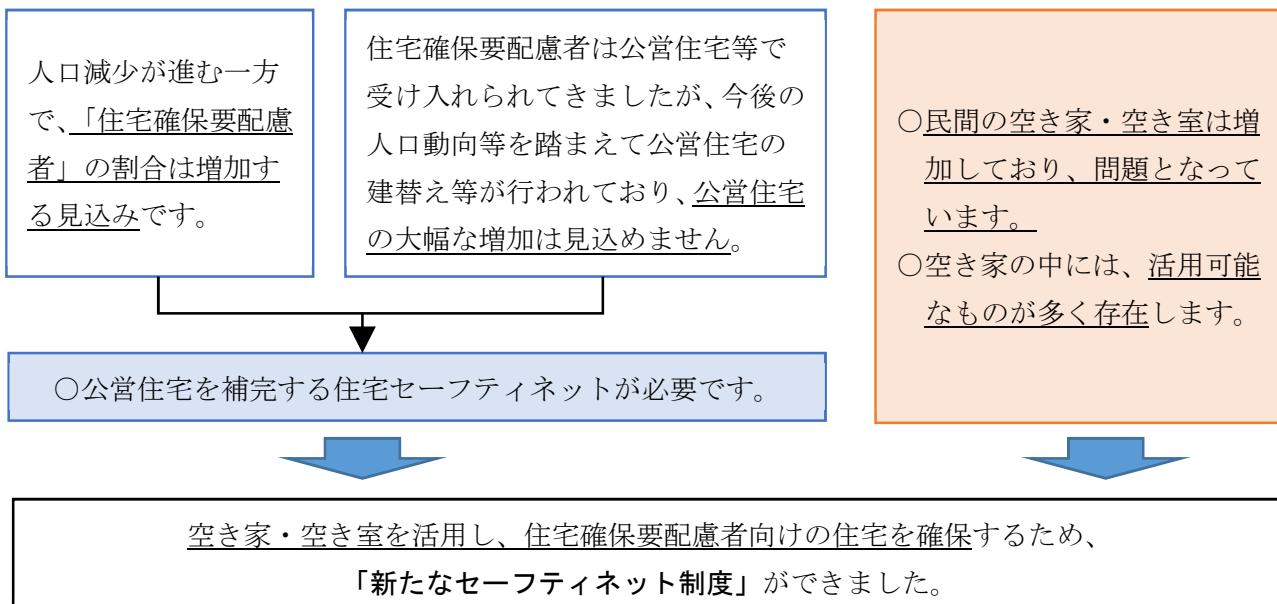 人口減少が進む一方
で、「住宅確保要配慮
者」の割合は増加す
る見込みです。
住宅確保要配慮者は公営住宅等で
受け入れられてきましたが、今後の
人口動向等を踏まえて公営住宅の
建替え等が行われており、公営住宅
の大幅な増加は見込めません。
○公営住宅を補完する住宅セーフティネットが必要です。
○民間の空き家・空き室は増
加しており、問題となって
います。
○空き家の中には、活用可能
なものが多く存在します。
空き家・空き室を活用し、住宅確保要配慮者向けの住宅を確保するため、
「新たなセーフティネット制度」ができました。